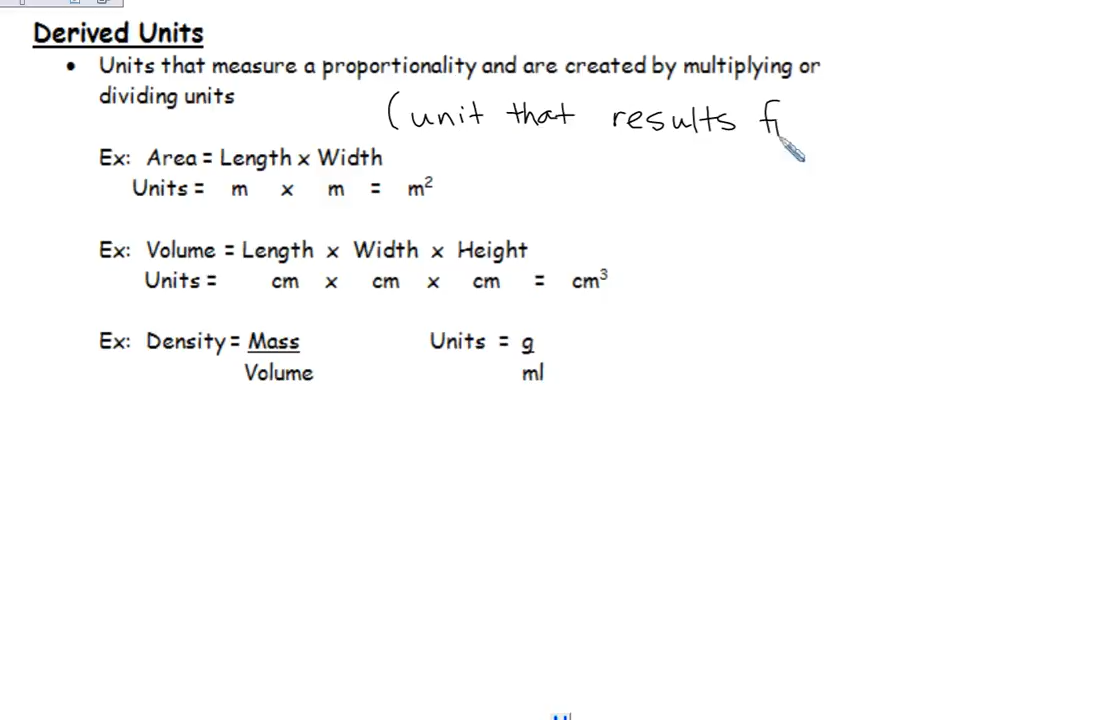 Derived Units
• Units that measure a proportionality and are created by multiplying or
dividing units
(unit that results f
Ex: Area = Length x Width
Units = m x m = m²
Ex: Volume = Length x Width x Height
Units = cm x cm x cm = cm³
Ex: Density = Mass Units = g
Volume ml